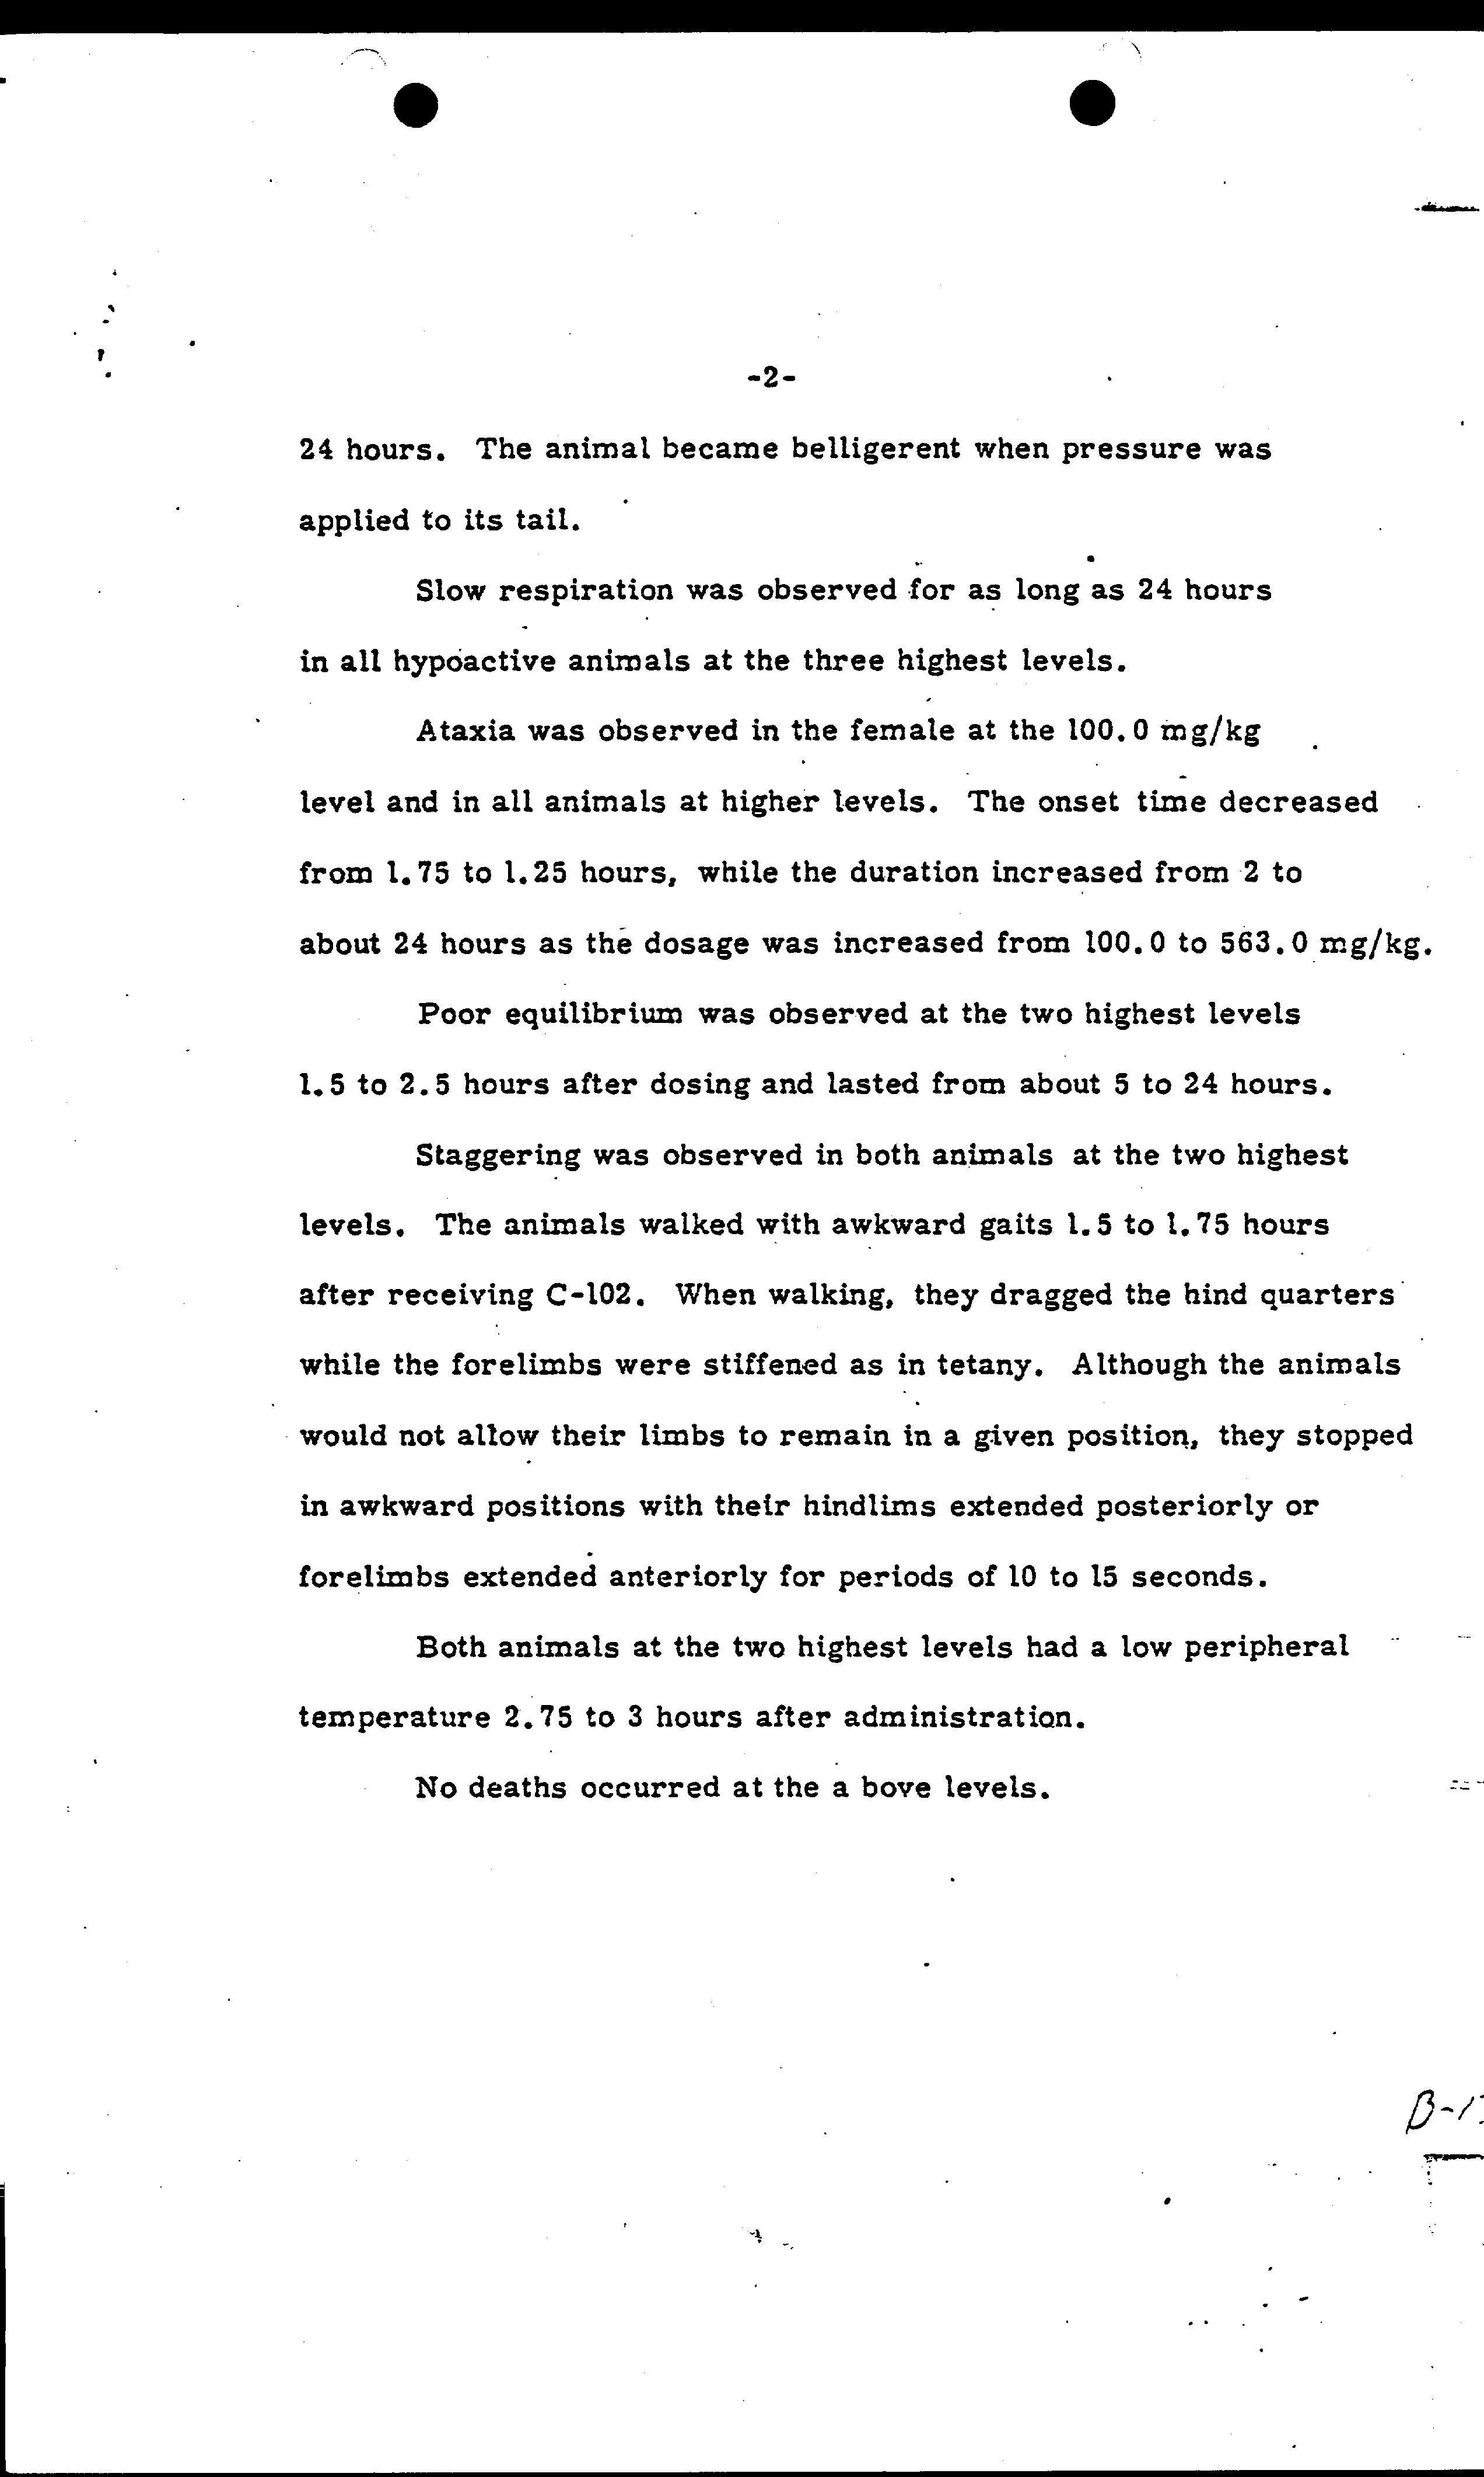 -2-
24 hours. The animal became belligerent when pressure was
applied to its tail.
Slow respiration was observed for as long as 24 hours
in all hypoactive animals at the three highest levels.
Ataxia was observed in the female at the 100.0 mg/kg
level and in all animals at higher levels. The onset time decreased
from 1.75 to 1.25 hours, while the duration increased from 2 to
about 24 hours as the dosage was increased from 100.0 to 563.0 mg/kg.
Poor equilibrium was observed at the two highest levels
1.5 to 2.5 hours after dosing and lasted from about 5 to 24 hours.
Staggering was observed in both animals at the two highest
levels. The animals walked with awkward gaits 1.5 to 1.75 hours
after receiving C-102. When walking, they dragged the hind quarters
while the forelimbs were stiffened as in tetany. Although the animals
would not allow their limbs to remain in a given position, they stopped
in awkward positions with their hindlims extended posteriorly or
forelimbs extended anteriorly for periods of 10 to 15 seconds.
Both animals at the two highest levels had a low peripheral
temperature 2.75 to 3 hours after administration.
No deaths occurred at the a bove levels.